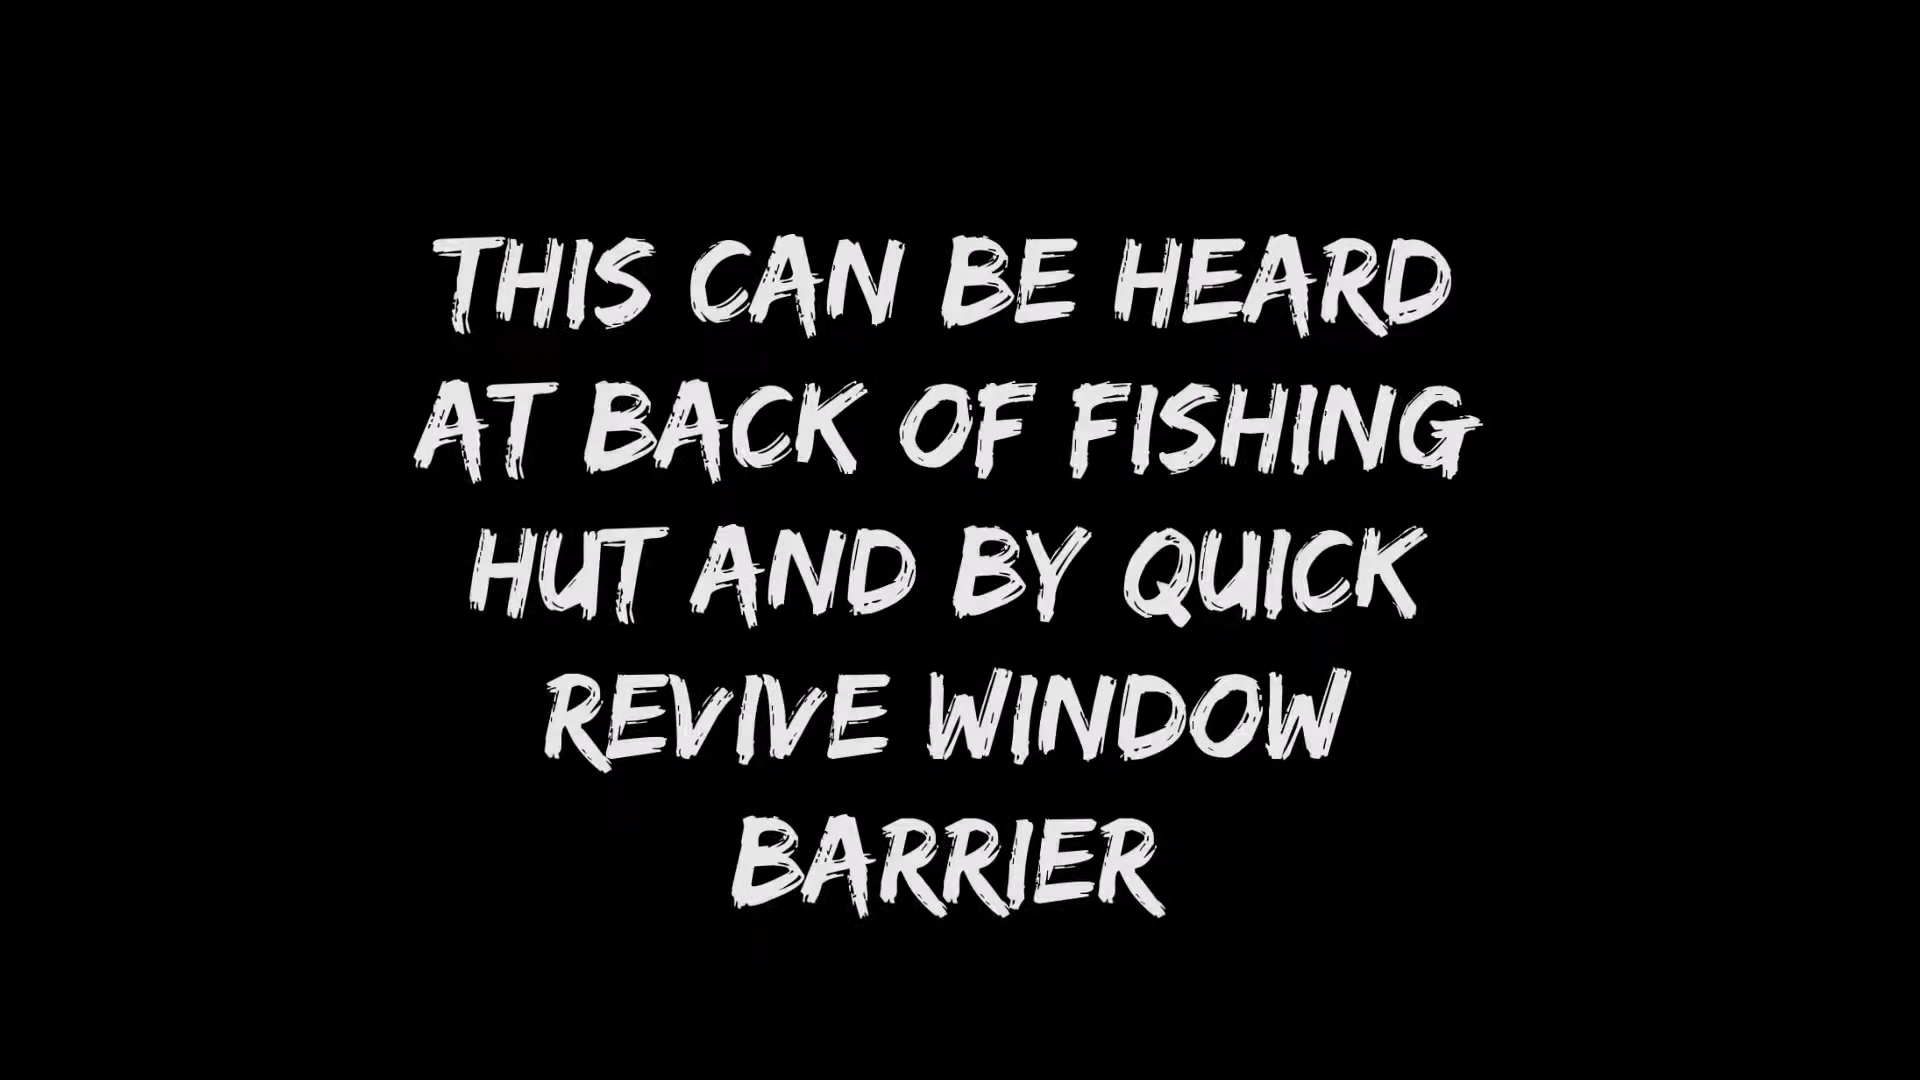 THIS CAN BE HEARD
AT BACK OF FISHING
HUT AND BY QUICK
REVIVE WINDOW
BARRIER